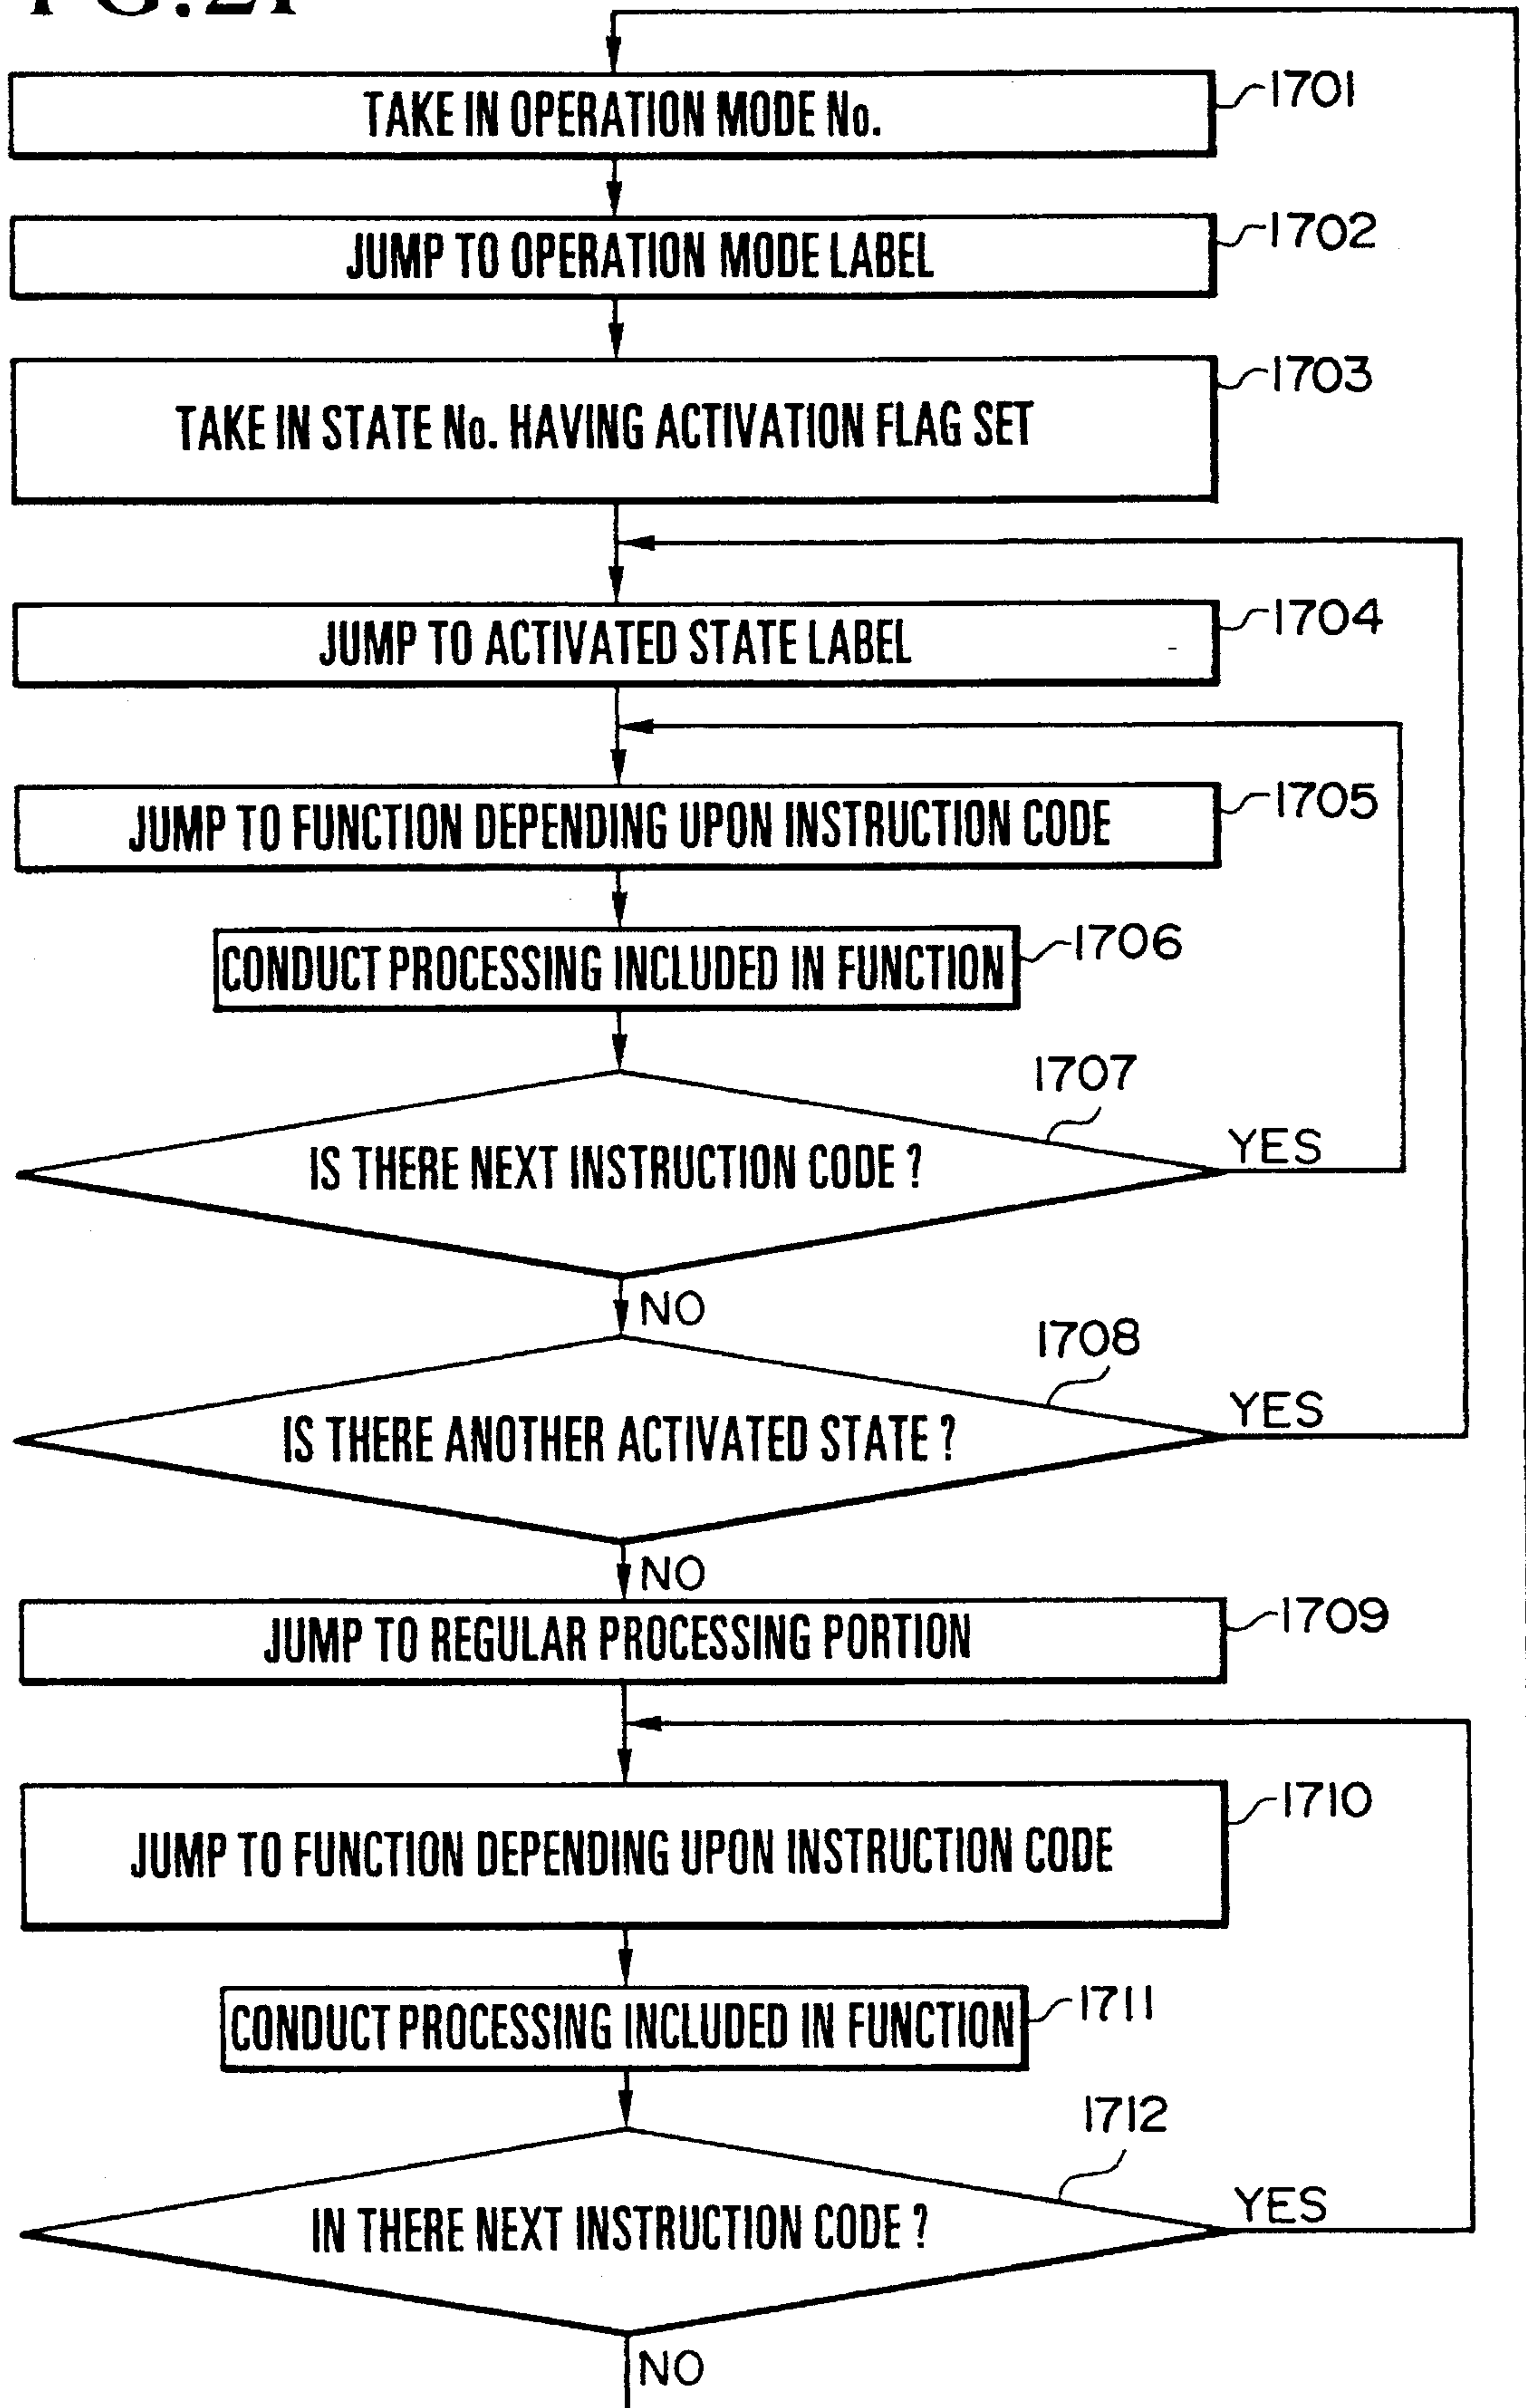 1701
TAKE IN OPERATION MODE No.
1702
JUMP TO OPERATION MODE LABEL
1703
TAKE IN STATE No. HAVING ACTIVATION FLAG SET
1704
JUMP TO ACTIVATED STATE LABEL
1705
JUMP TO FUNCTION DEPENDING UPON INSTRUCTION CODE
1706
CONDUCT PROCESSING INCLUDED IN FUNCTION
1707
IS THERE NEXT INSTRUCTION CODE ?
YES
NO
1708
IS THERE ANOTHER ACTIVATED STATE ?
YES
NO
1709
JUMP TO REGULAR PROCESSING PORTION
1710
JUMP TO FUNCTION DEPENDING UPON INSTRUCTION CODE
1711
CONDUCT PROCESSING INCLUDED IN FUNCTION
1712
IN THERE NEXT INSTRUCTION CODE ?
YES
NO